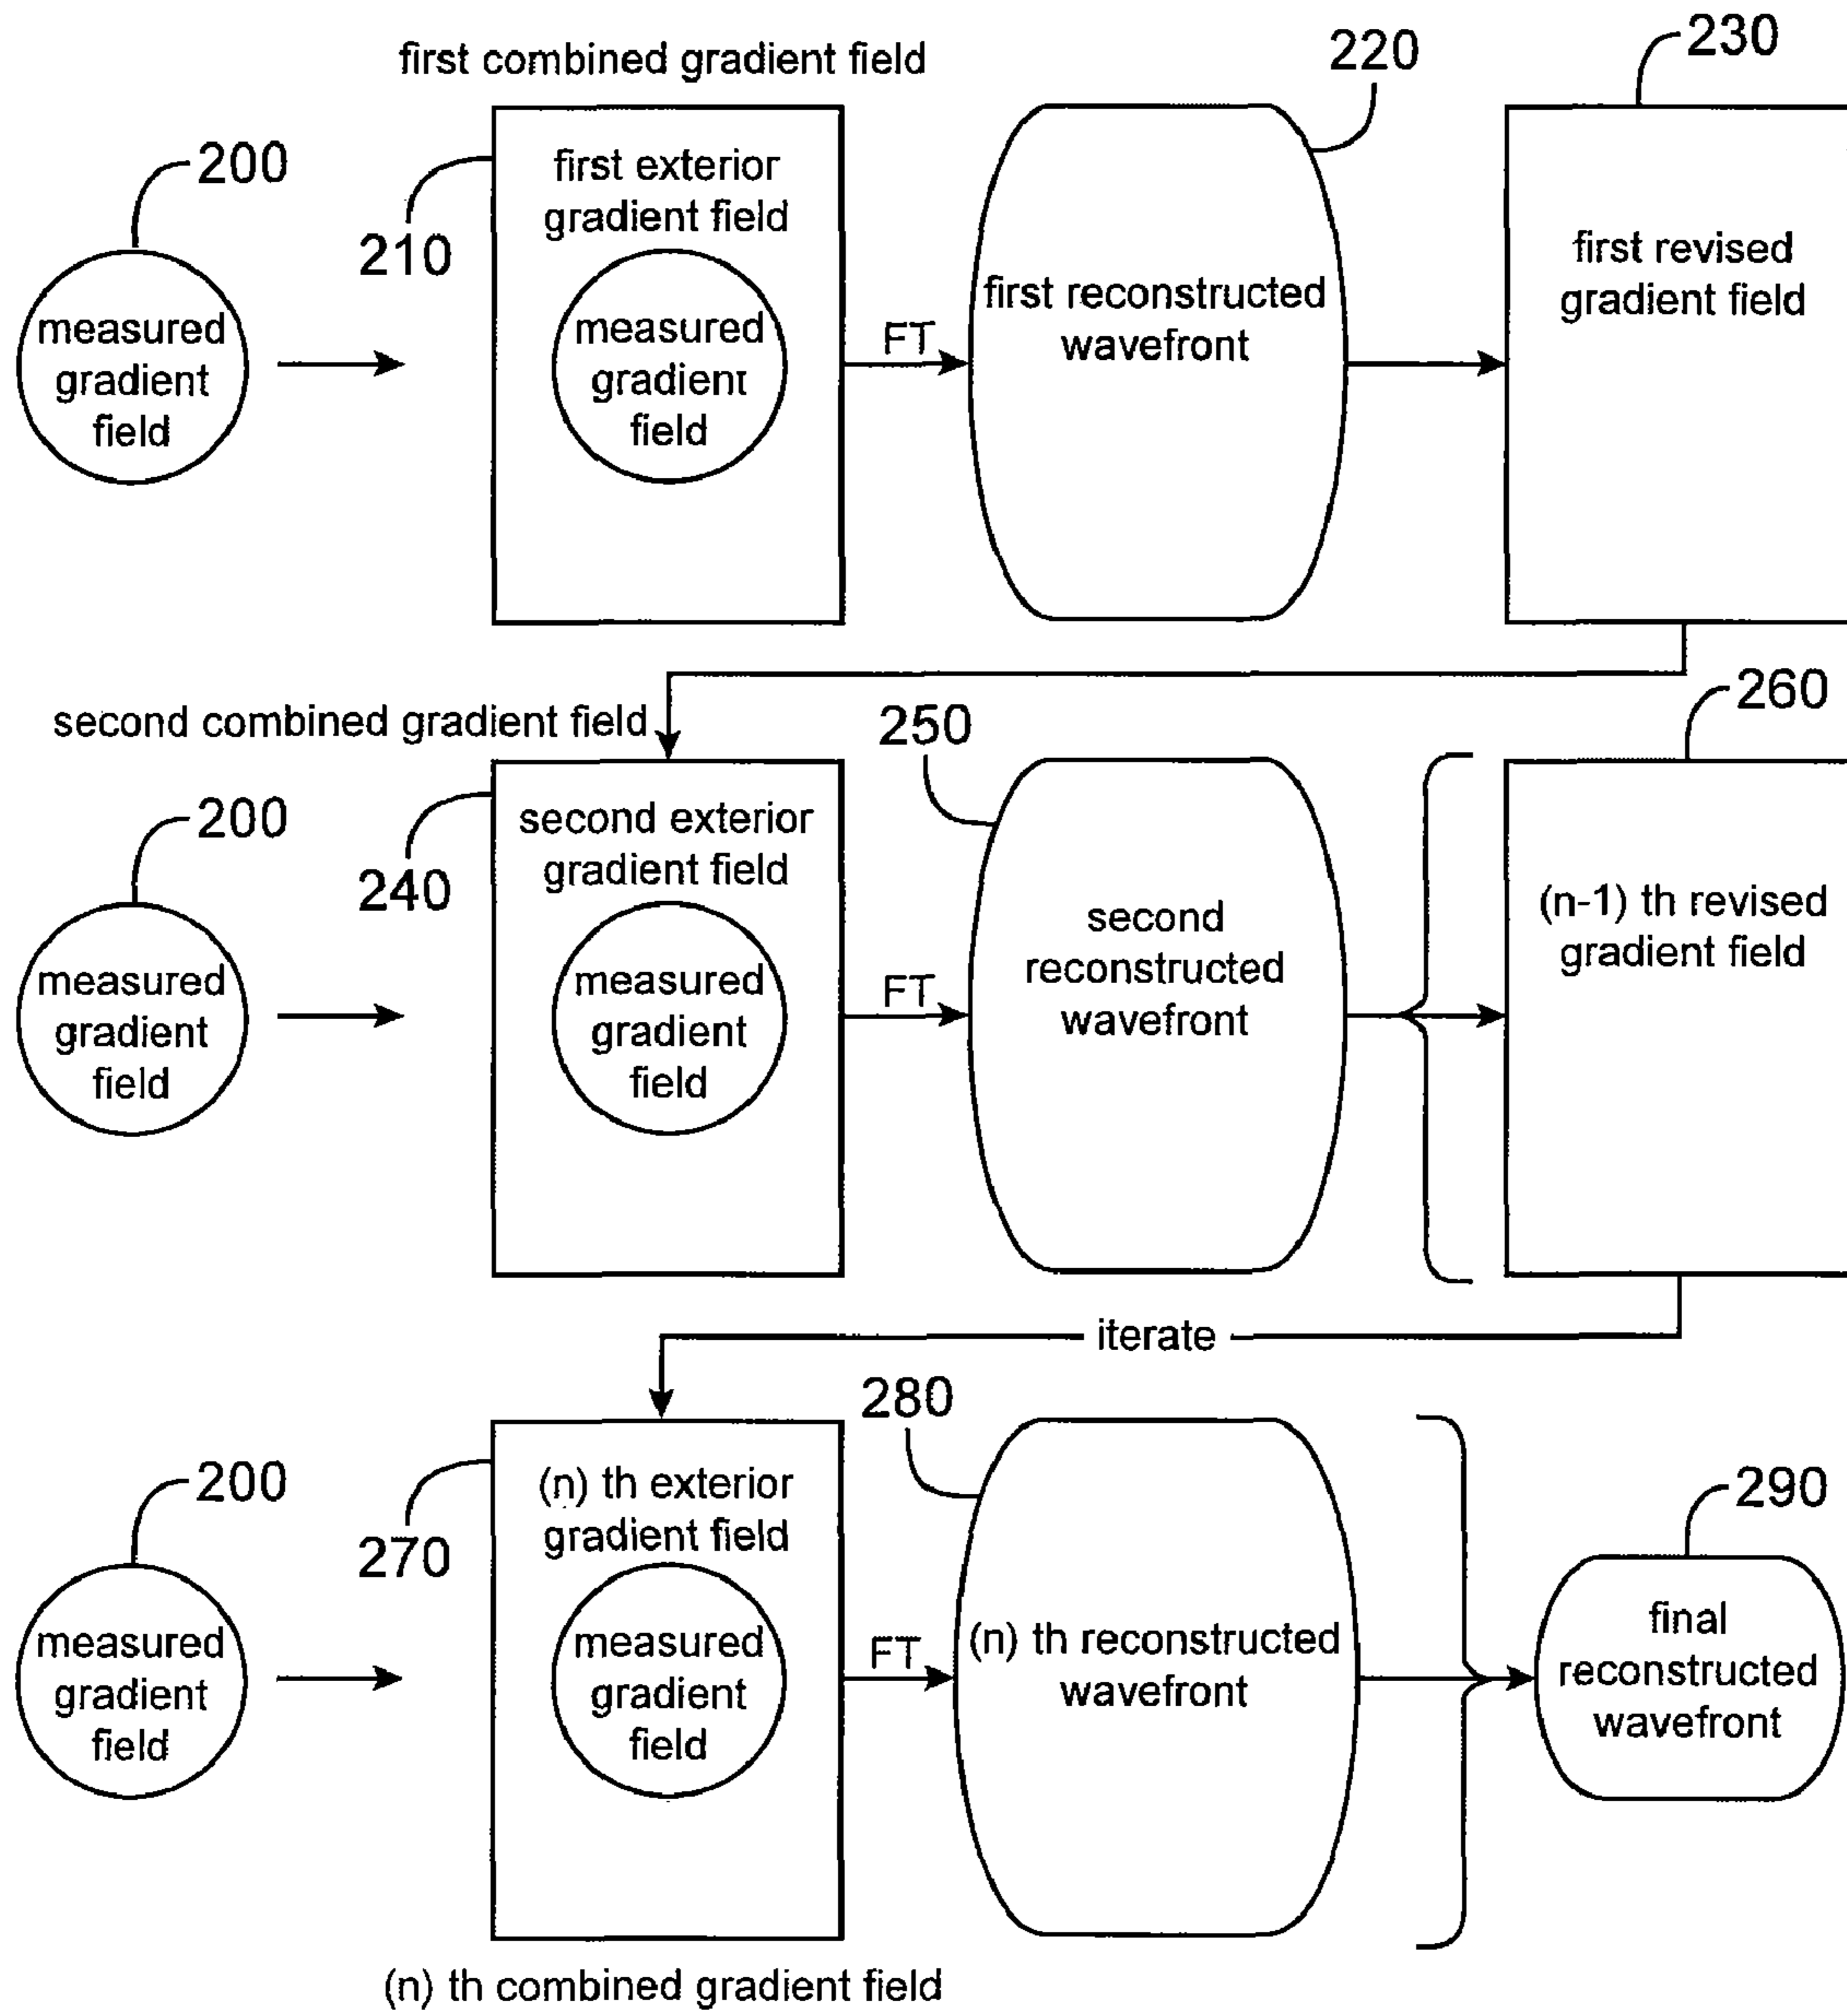 first combined gradient field
220
230
200
210
first exterior
gradient field
measured
gradient
field
measured
gradient
field
FT
first reconstructed
wavefront
first revised
gradient field
second combined gradient field
250
260
200
240
second exterior
gradient field
measured
gradient
field
measured
gradient
field
FT
second
reconstructed
wavefront
(n-1) th revised
gradient field
iterate
280
290
200
270
(n) th exterior
gradient field
measured
gradient
field
measured
gradient
field
FT
(n) th reconstructed
wavefront
final
reconstructed
wavefront
(n) th combined gradient field